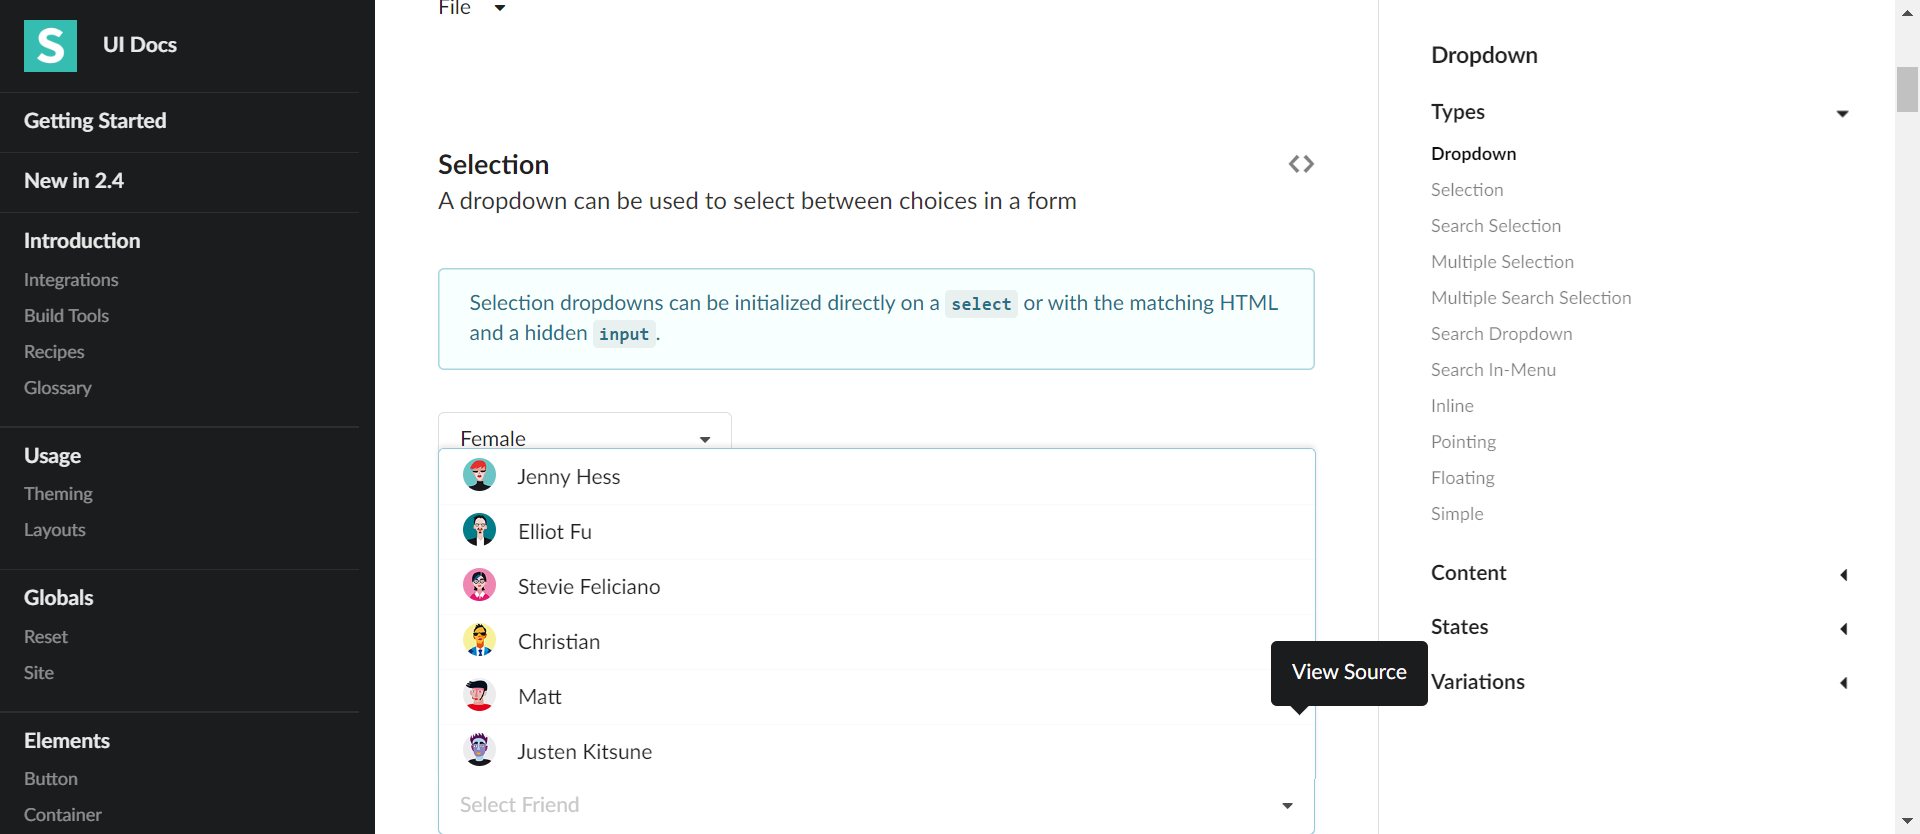 S
UI Docs
Getting Started
New in 2.4
Introduction
Integrations
Build Tools
Recipes
Glossary
Usage
Theming
Layouts
Globals
Reset
Site
Elements
Button
Container
File
Selection
A dropdown can be used to select between choices in a form
Selection dropdowns can be initialized directly on a select or with the matching HTML
and a hidden input.
Female
Jenny Hess
Elliot Fu
Stevie Feliciano
Christian
Matt
Justen Kitsune
Select Friend
View Source
Dropdown
Types
Dropdown
Selection
Search Selection
Multiple Selection
Multiple Search Selection
Search Dropdown
Search In-Menu
Inline
Pointing
Floating
Simple
Content
States
Variations